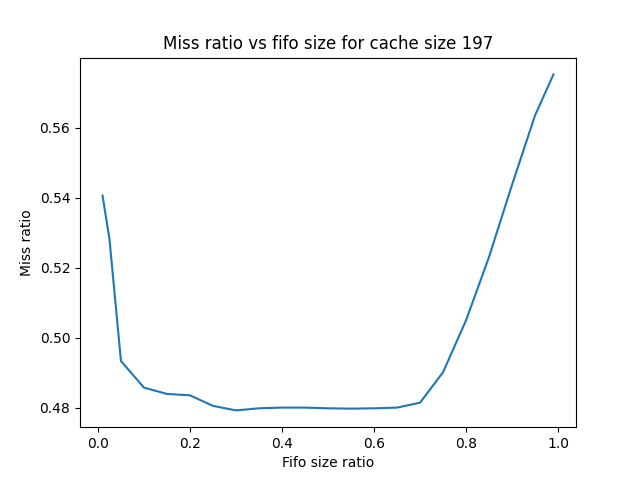 Miss ratio vs fifo size for cache size 197
Miss ratio
0.56
0.54
0.52
0.50
0.48
0.0 0.2 0.4 0.6 0.8 1.0
Fifo size ratio